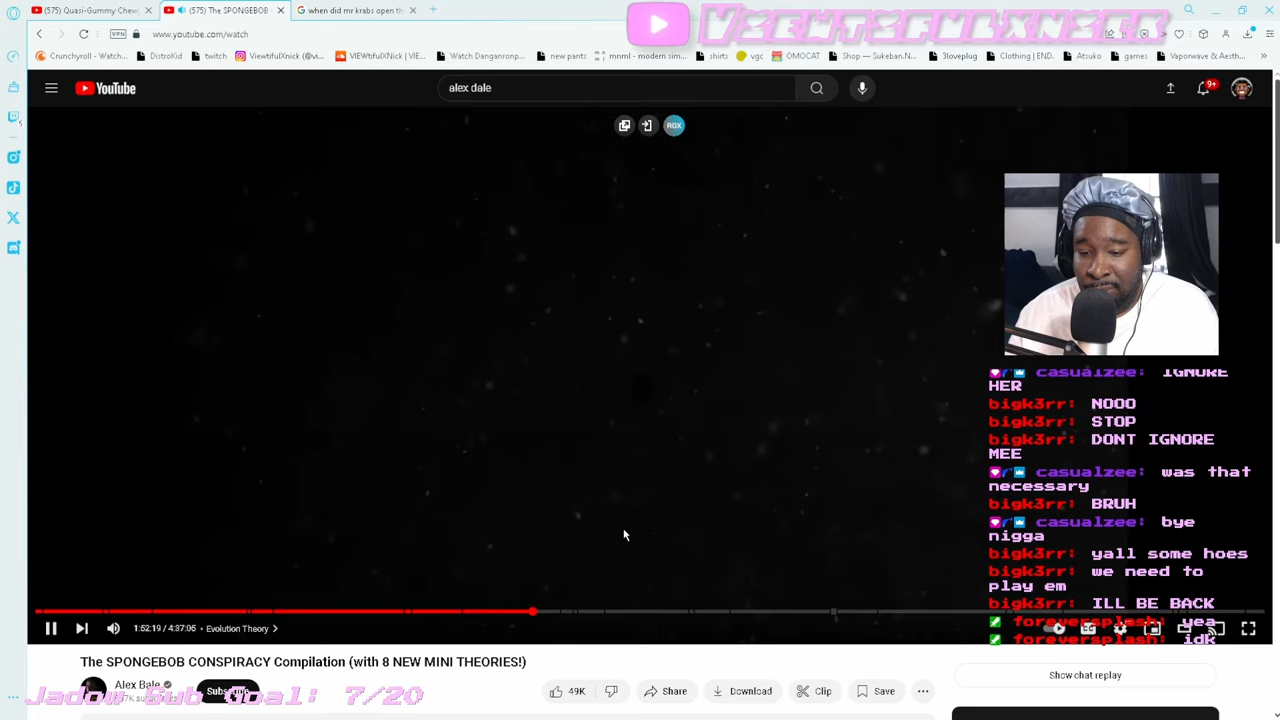 (575) Quasi-Gummy Chew
(575) The SPONGEBOB
when did mr krabs open th
VPN
www.youtube.com/watch
Crunchyroll - Watch...
DistroKid
twitch
ViewtifulXNick (@vi...
VIEWtifulXNick | ...
Watch Danganronp...
new pants
mnml - modern sim...
shirts
vgc
OMOCAT
Shop — Sukeban.N...
3loveplug
Clothing | END.
Atsuko
games
Vaporwave & Aesth...
YouTube
alex dale
9+
RGX
casualzee: IGNORE
HER
bigk3rr: NOOO
bigk3rr: STOP
bigk3rr: DONT IGNORE
MEE
casualzee: was that
necessary
bigk3rr: BRUH
casualzee: bye
nigga
bigk3rr: yall some hoes
bigk3rr: we need to
play em
bigk3rr: ILL BE BACK
foreversplash: yea
foreversplash: idk
1:52:19 / 4:37:06 • Evolution Theory
The SPONGEBOB CONSPIRACY Compilation (with 8 NEW MINI THEORIES!)
Alex Bale
Subscribe
49K
Share
Download
Clip
Save
Show chat replay
Jadow Sub Goal: 7/20